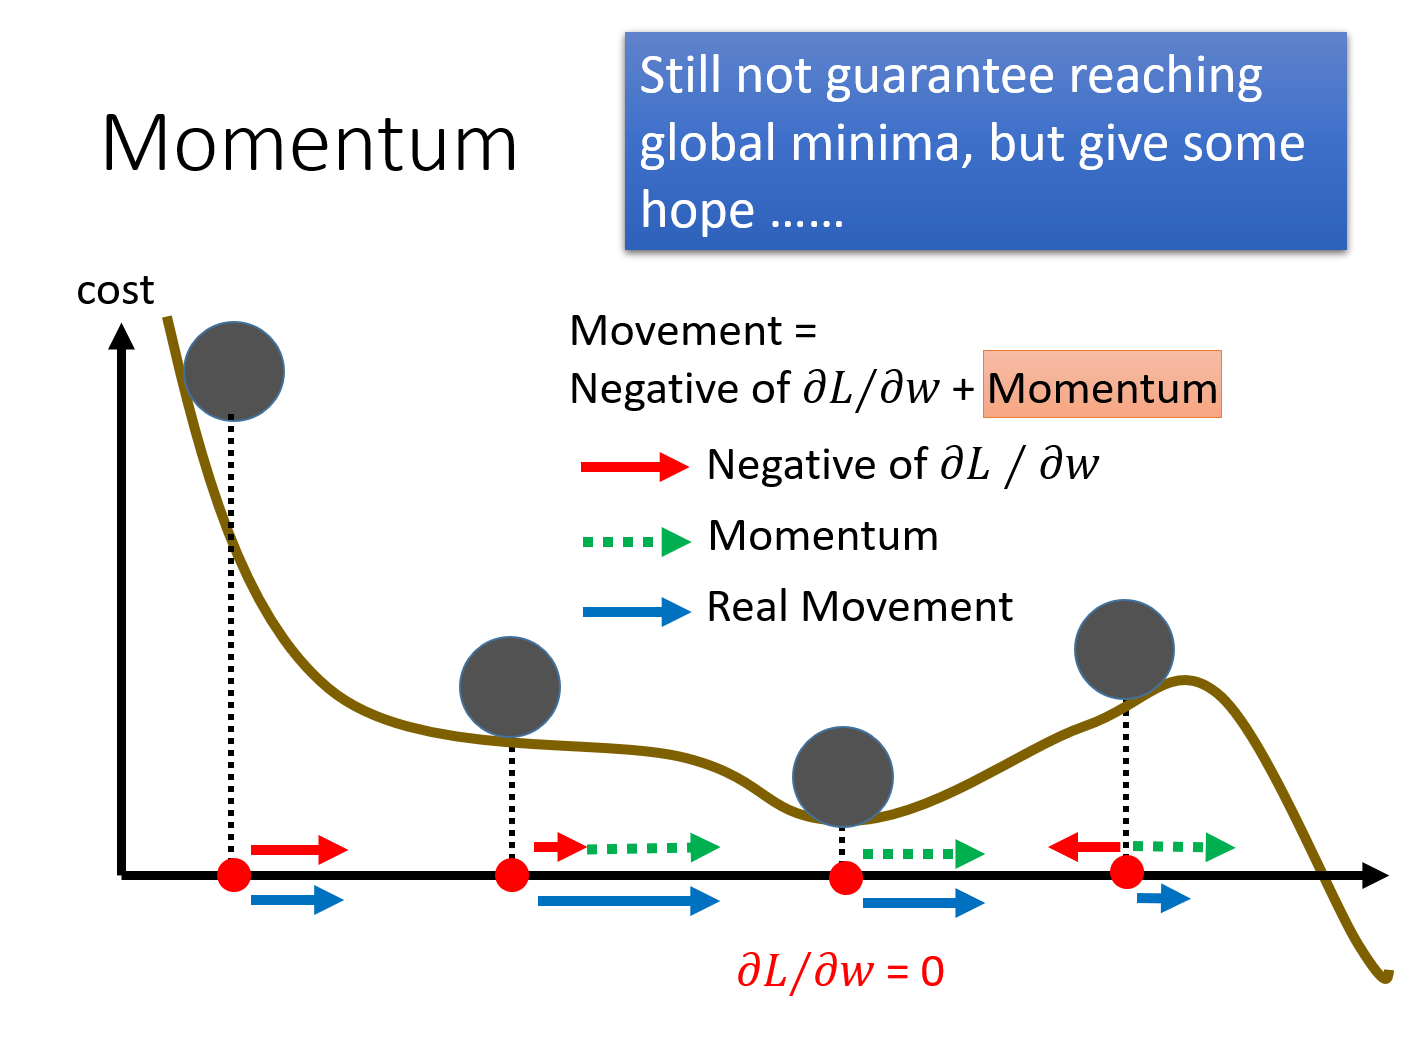 Momentum
Still not guarantee reaching
global minima, but give some
hope ……
cost
Movement =
Negative of 𝜕𝐿∕𝜕𝑤 + Momentum
Negative of 𝜕𝐿 ∕ 𝜕𝑤
Momentum
Real Movement
𝜕𝐿∕𝜕𝑤 = 0